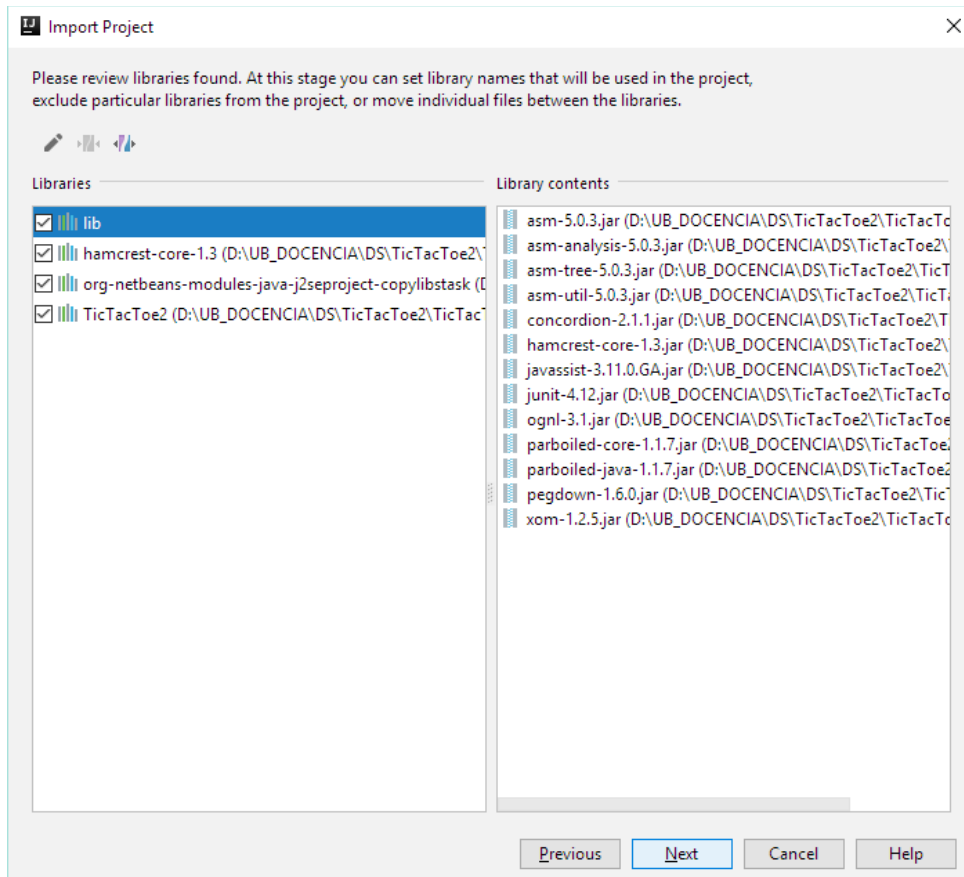 IJ Import Project
Please review libraries found. At this stage you can set library names that will be used in the project,
exclude particular libraries from the project, or move individual files between the libraries.
Libraries
lib
hamcrest-core-1.3 (D:\UB_DOCENCIA\DS\TicTacToe2\
org-netbeans-modules-java-j2seproject-copylibstask (
TicTacToe2 (D:\UB_DOCENCIA\DS\TicTacToe2\TicTac
Library contents
asm-5.0.3.jar (D:\UB_DOCENCIA\DS\TicTacToe2\TicTacTo
asm-analysis-5.0.3.jar (D:\UB_DOCENCIA\DS\TicTacToe2\
asm-tree-5.0.3.jar (D:\UB_DOCENCIA\DS\TicTacToe2\TicT
asm-util-5.0.3.jar (D:\UB_DOCENCIA\DS\TicTacToe2\TicTa
concordion-2.1.1.jar (D:\UB_DOCENCIA\DS\TicTacToe2\T
hamcrest-core-1.3.jar (D:\UB_DOCENCIA\DS\TicTacToe2\
javassist-3.11.0.GA.jar (D:\UB_DOCENCIA\DS\TicTacToe2\
junit-4.12.jar (D:\UB_DOCENCIA\DS\TicTacToe2\TicTacTo
ognl-3.1.jar (D:\UB_DOCENCIA\DS\TicTacToe2\TicTacToe
parboiled-core-1.1.7.jar (D:\UB_DOCENCIA\DS\TicTacToe
parboiled-java-1.1.7.jar (D:\UB_DOCENCIA\DS\TicTacToe2
pegdown-1.6.0.jar (D:\UB_DOCENCIA\DS\TicTacToe2\Tic
xom-1.2.5.jar (D:\UB_DOCENCIA\DS\TicTacToe2\TicTacTo
Previous Next Cancel Help